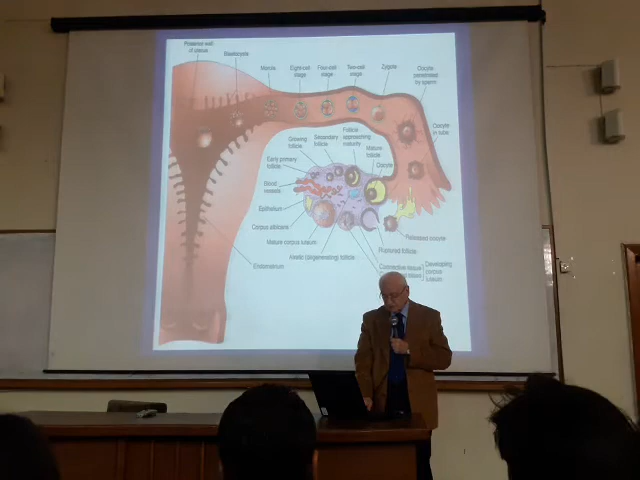 Posterior wall
of uterus
Blastocysts
Morula
Eight-cell
stage
Four-cell
stage
Two-cell
stage
Zygote
Oocyte
penetrated
by sperm
Oocyte
in tube
Growing
follicle
Secondary
follicle
Follicle
approaching
maturity
Mature
follicle
Oocyte
Early primary
follicle
Blood
vessels
Epithelium
Corpus albicans
Mature corpus luteum
Atretic (degenerating) follicle
Endometrium
Released oocyte
Ruptured follicle
Connective tissue
Developing
corpus
luteum